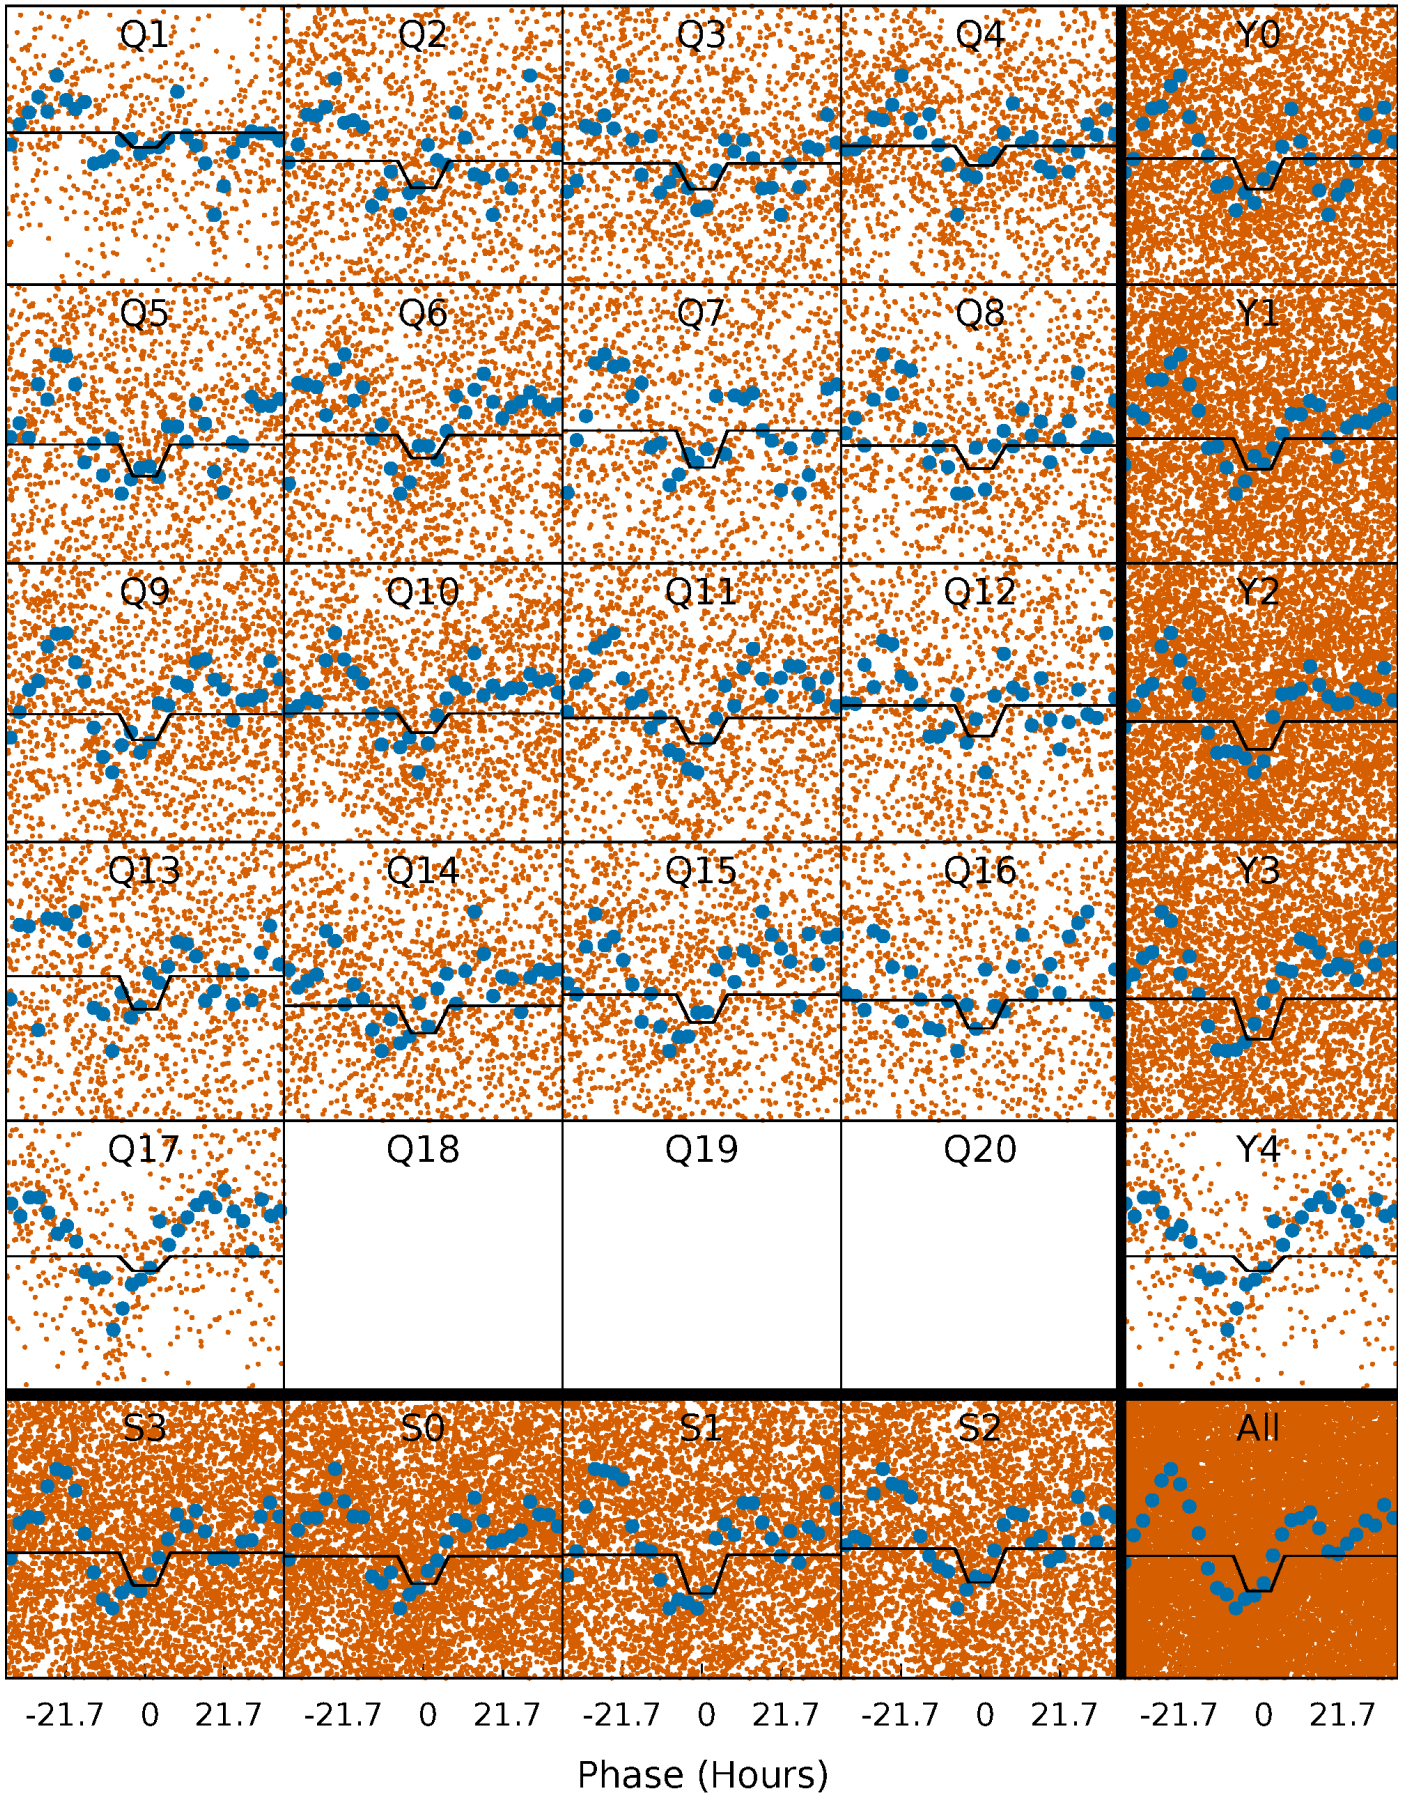 Q1 Q2 Q3 Q4 Y0
Q5 Q6 Q7 Q8 Y1
Q9 Q10 Q11 Q12 Y2
Q13 Q14 Q15 Q16 Y3
Q17 Q18 Q19 Q20 Y4
S3 S0 S1 S2 All
-21.7 0 21.7 -21.7 0 21.7 -21.7 0 21.7 -21.7 0 21.7 -21.7 0 21.7
Phase (Hours)